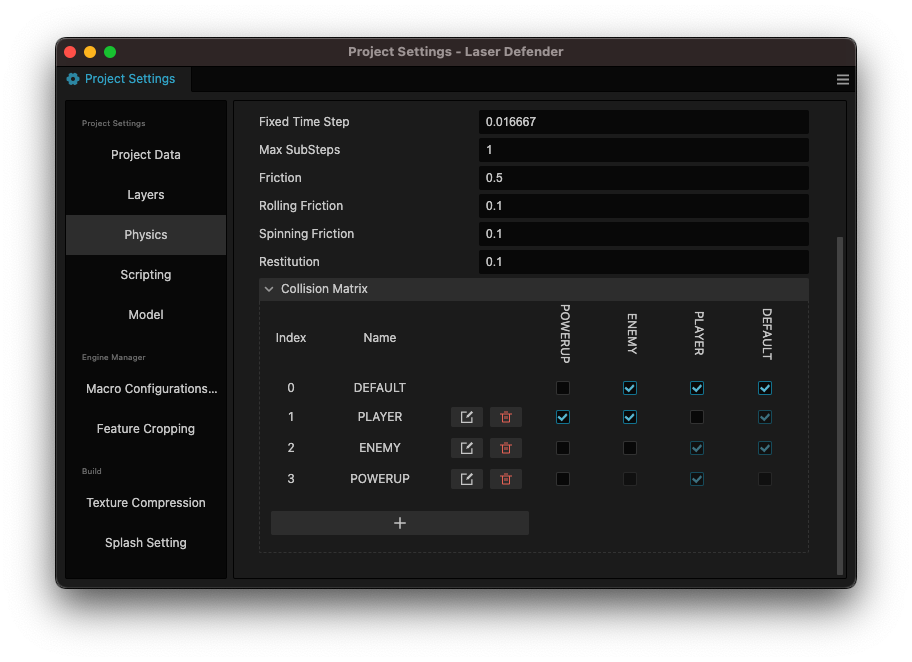 Project Settings - Laser Defender
Project Settings
Project Settings
Project Data
Layers
Physics
Scripting
Model
Engine Manager
Macro Configurations...
Feature Cropping
Build
Texture Compression
Splash Setting
Fixed Time Step 0.016667
Max SubSteps 1
Friction 0.5
Rolling Friction 0.1
Spinning Friction 0.1
Restitution 0.1
Collision Matrix
Index Name POWERUP ENEMY PLAYER DEFAULT
0 DEFAULT
1 PLAYER
2 ENEMY
3 POWERUP
+